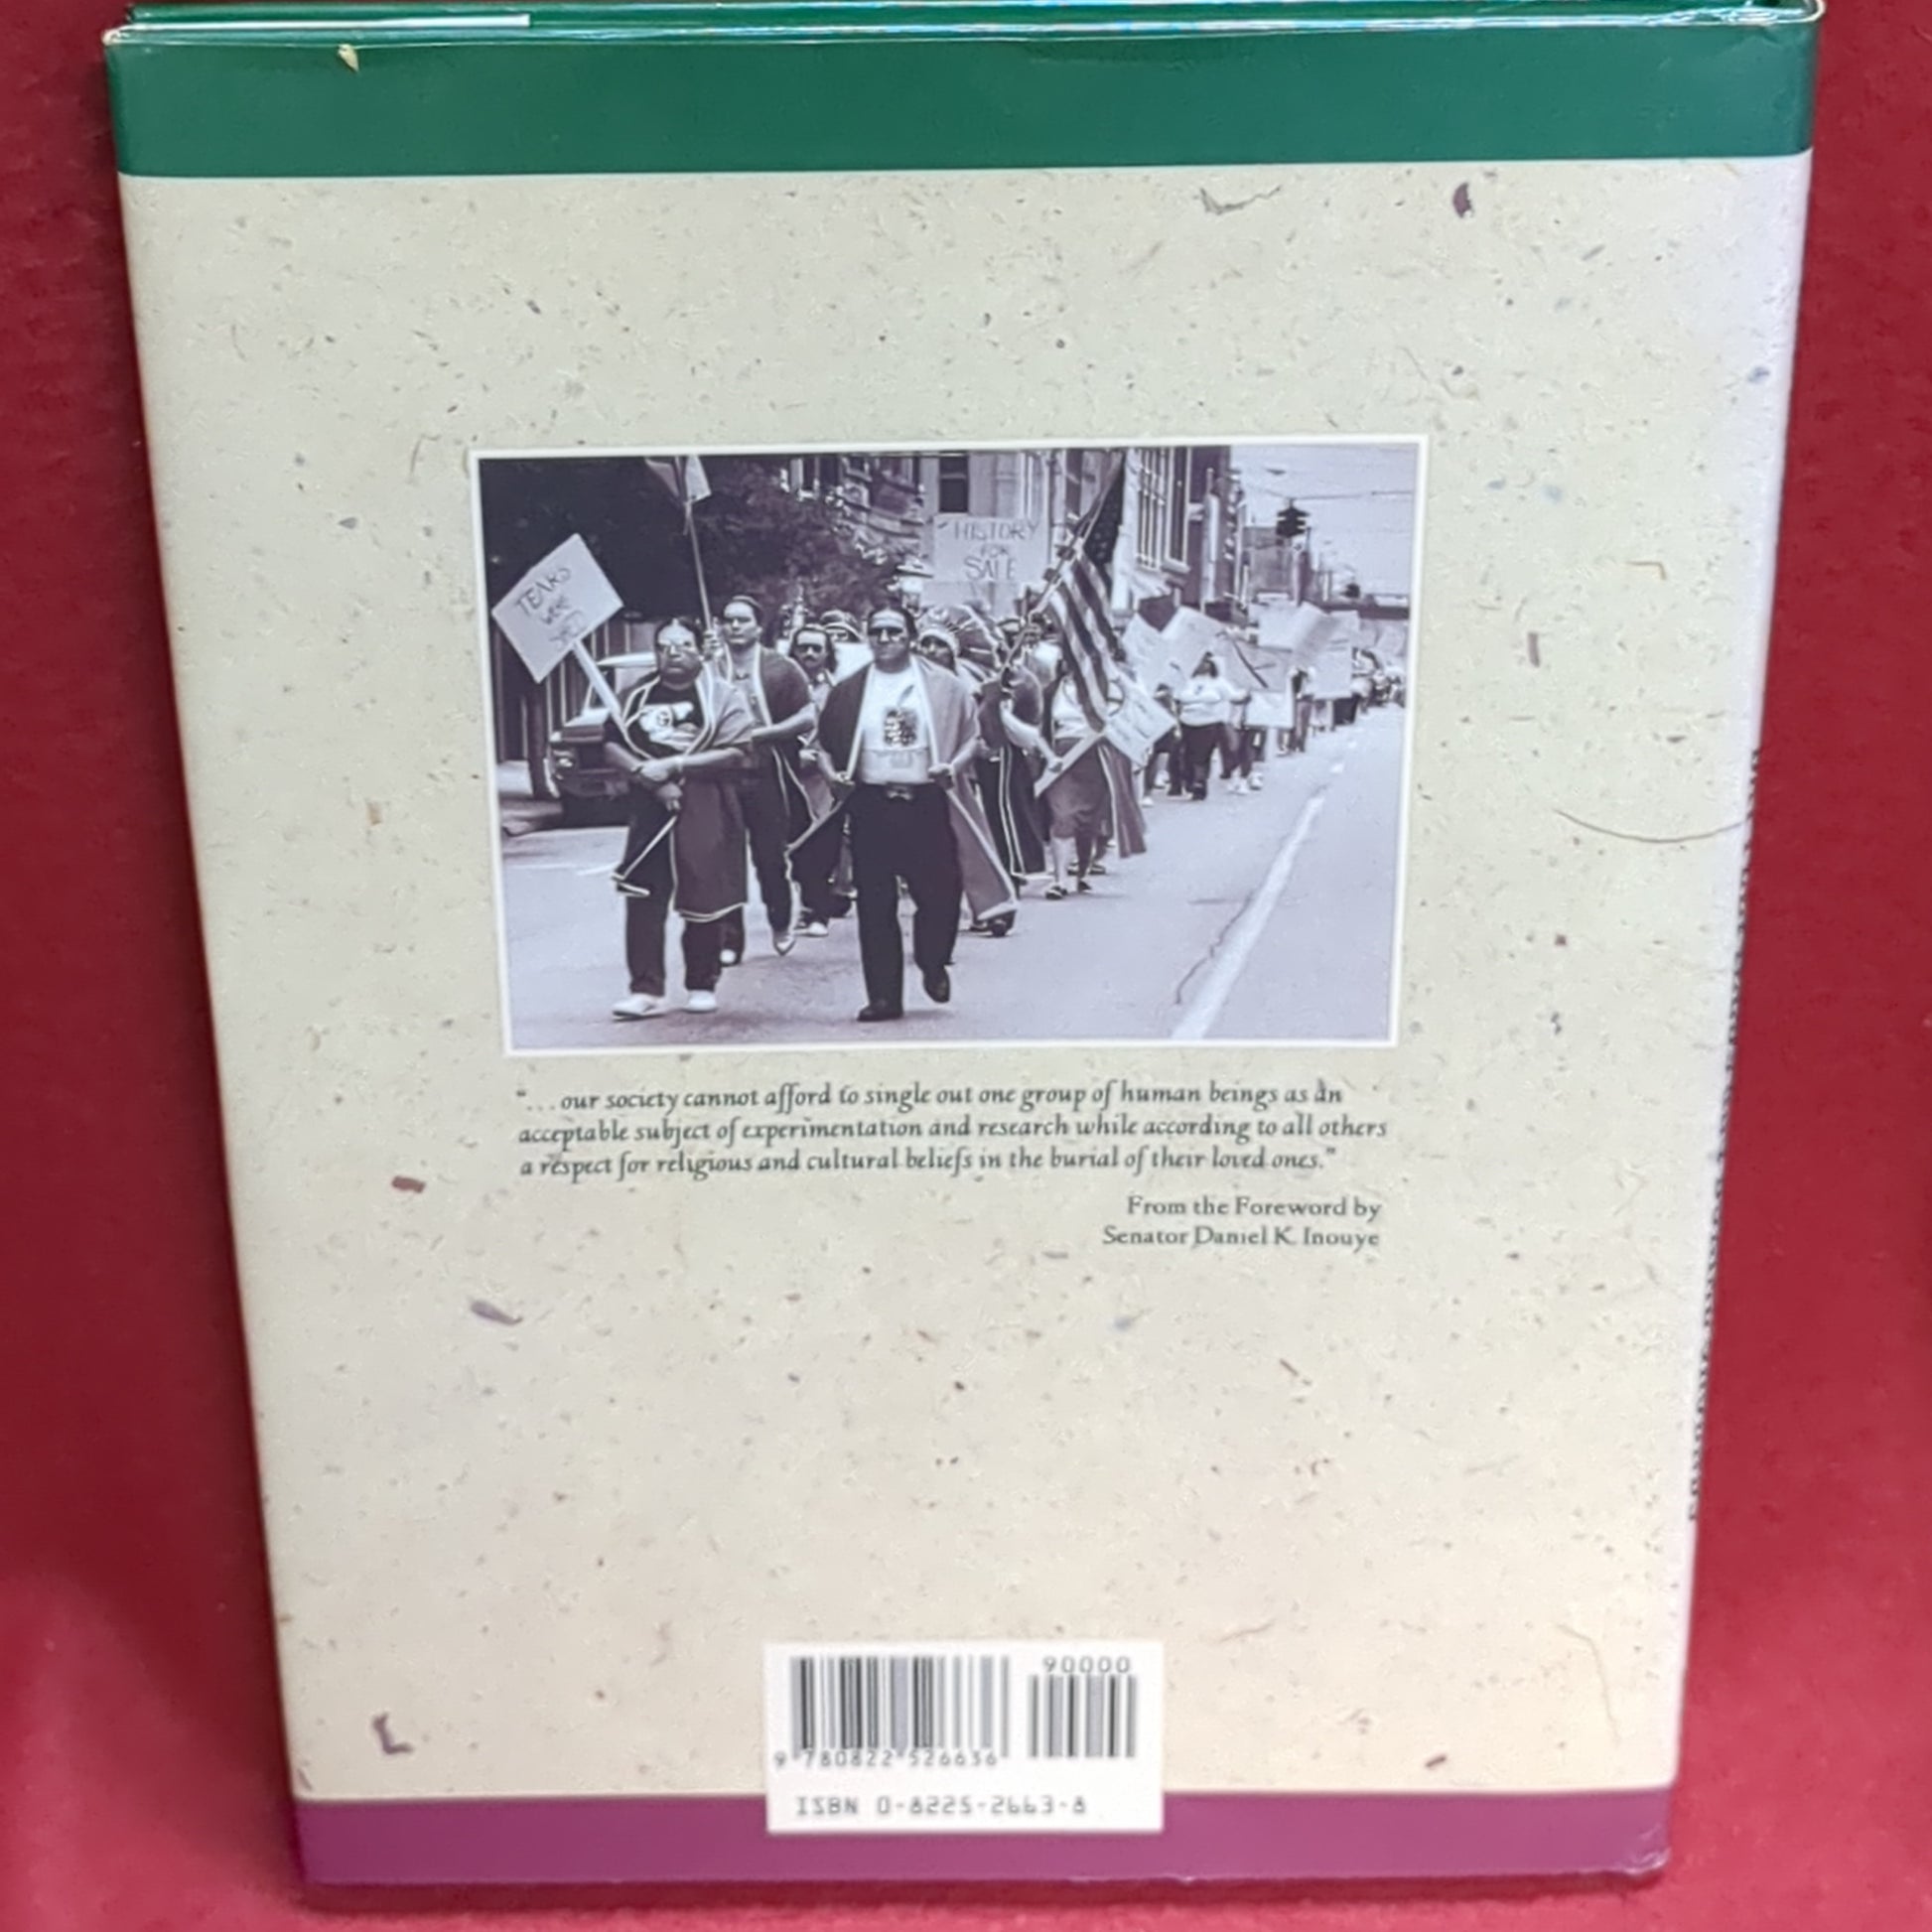 TEARS
WERE
HISTORY
FOR
SALE
"...our society cannot afford to single out one group of human beings as an
acceptable subject of experimentation and research while according to all others
a respect for religious and cultural beliefs in the burial of their loved ones."
From the Foreword by
Senator Daniel K. Inouye
90000
9 780822 526636
ISBN 0-8225-2663-8